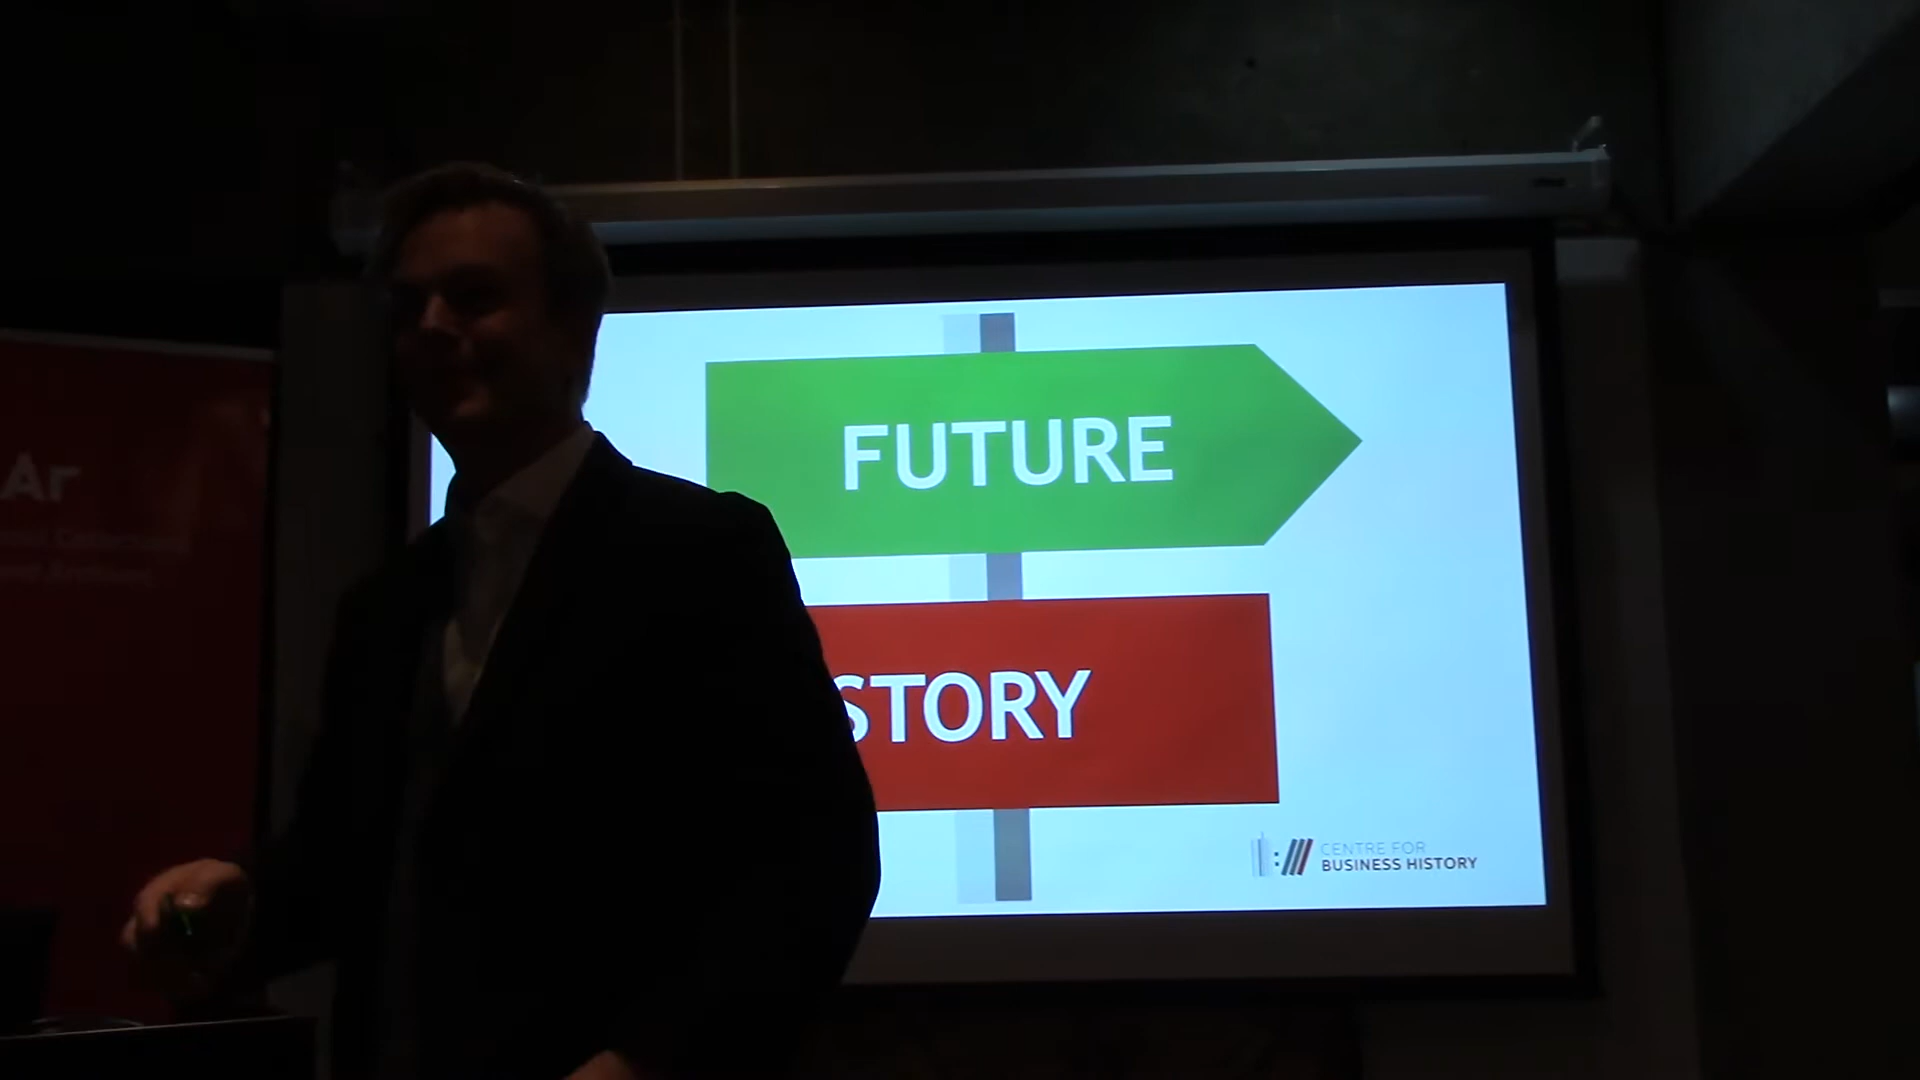 FUTURE
STORY
CENTRE FOR
BUSINESS HISTORY
Ar